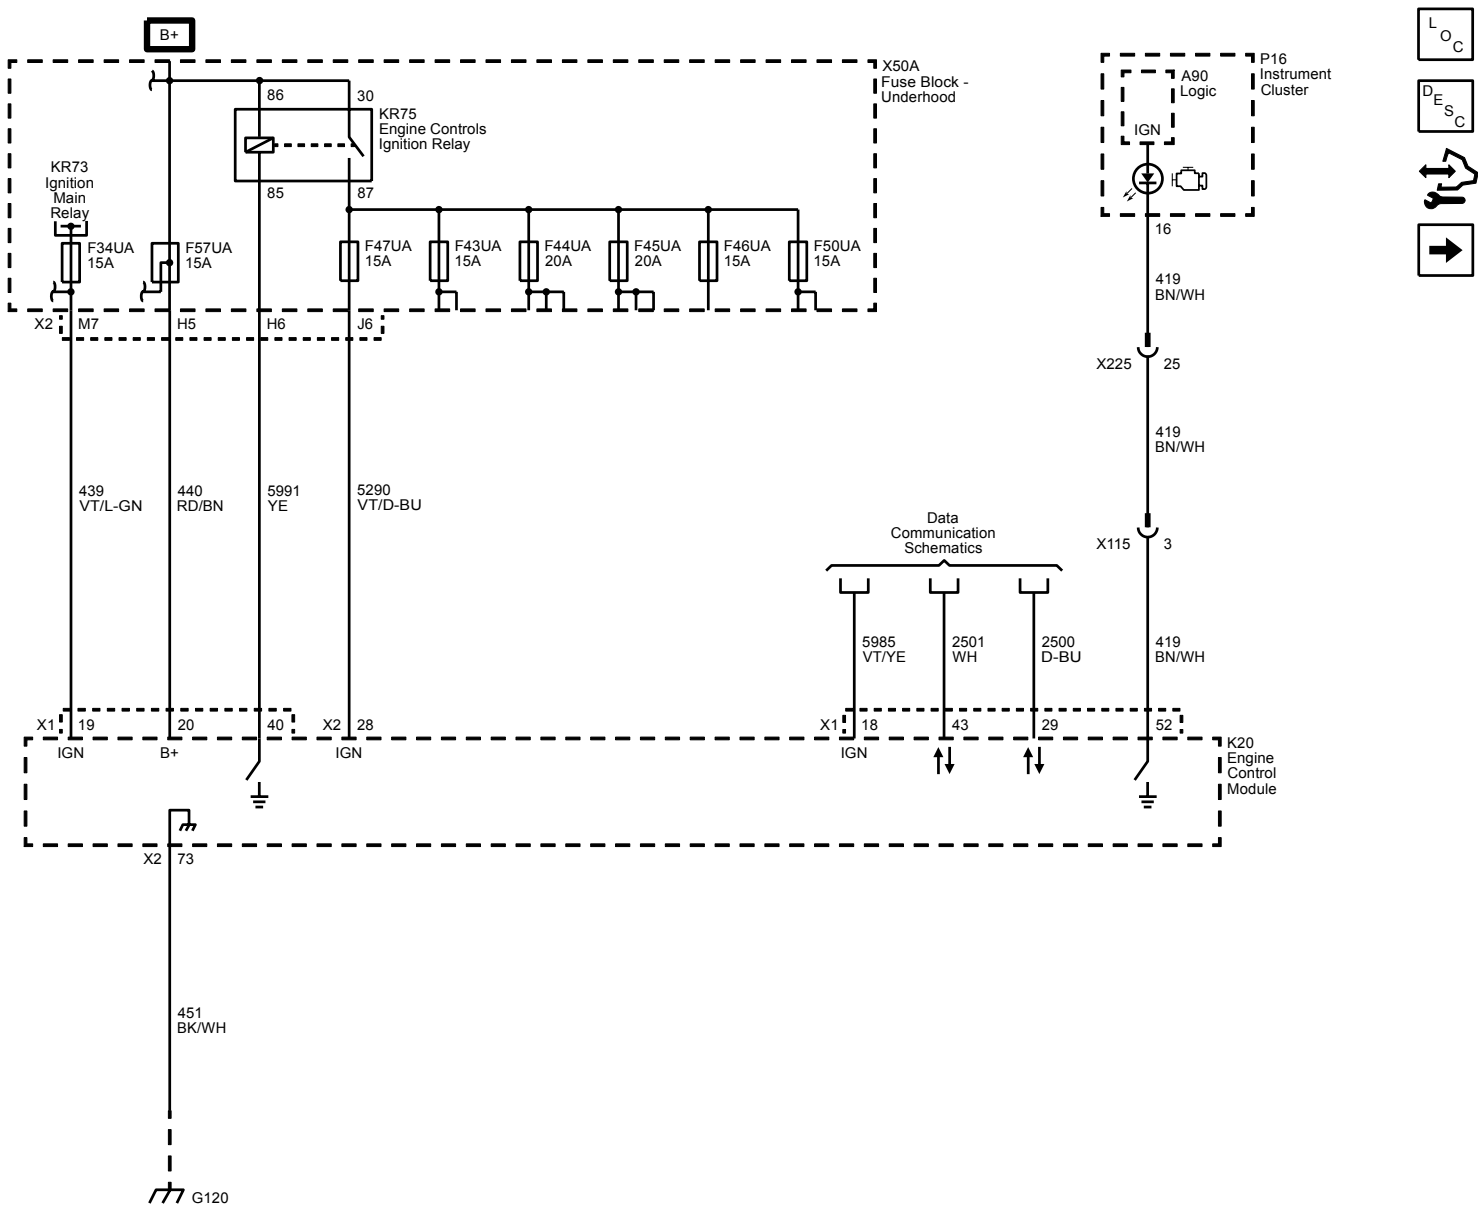 B+
X50A
Fuse Block -
Underhood
86
30
KR75
Engine Controls
Ignition Relay
85
87
KR73
Ignition
Main
Relay
F34UA
15A
F57UA
15A
F47UA
15A
F43UA
15A
F44UA
20A
F45UA
20A
F46UA
15A
F50UA
15A
X2
M7
H5
H6
J6
P16
Instrument
Cluster
A90
Logic
IGN
16
419
BN/WH
X225
25
419
BN/WH
X115
3
419
BN/WH
LOC
DESC
439
VT/L-GN
440
RD/BN
5991
YE
5290
VT/D-BU
Data
Communication
Schematics
5985
VT/YE
2501
WH
2500
D-BU
X1
19
20
40
X2
28
X1
18
43
29
52
IGN
B+
IGN
IGN
K20
Engine
Control
Module
X2
73
451
BK/WH
G120